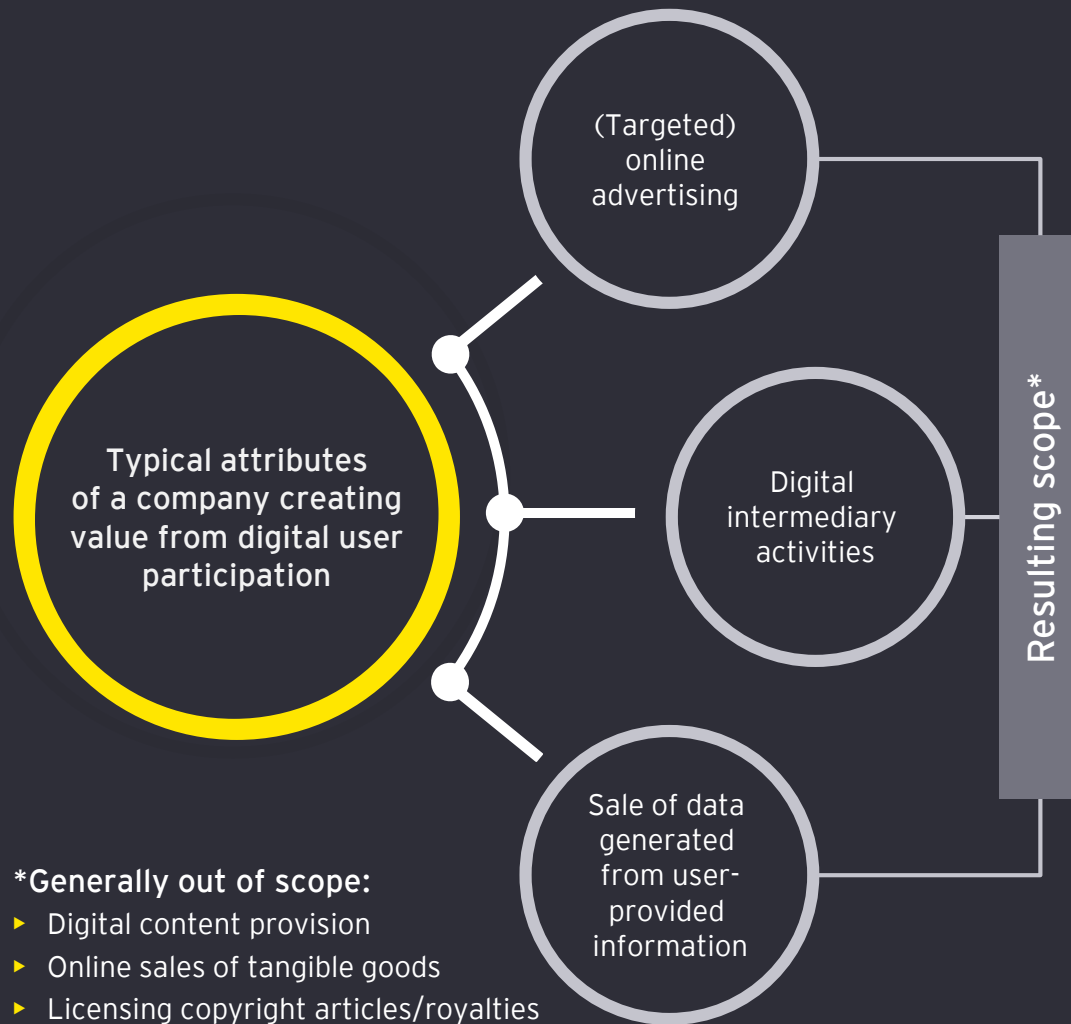 (Targeted)
online
advertising
Typical attributes
of a company creating
value from digital user
participation
Digital
intermediary
activities
Resulting scope*
Sale of data
generated
from user-
provided
information
*Generally out of scope:
▸ Digital content provision
▸ Online sales of tangible goods
▸ Licensing copyright articles/royalties